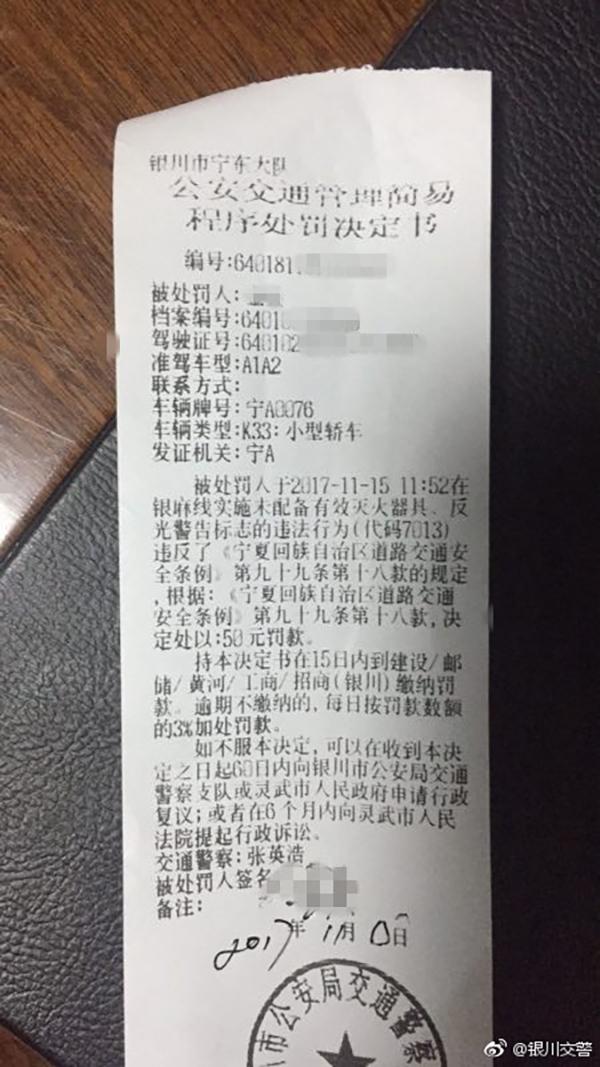 银川市宁东大队
公安交通管理简易
程序处罚决定书
编号:640181
被处罚人:
档案编号:6401
驾驶证号:640102
准驾车型:A1A2
联系方式:
车辆牌号:宁A0076
车辆类型:K33:小型轿车
发证机关:宁A
被处罚人于2017-11-15 11:52在
银麻线实施未配备有效灭火器具、反
光警告标志的违法行为(代码7013)
违反了《宁夏回族自治区道路交通安
全条例》第九十九条第十八款的规定
,根据:《宁夏回族自治区道路交通
安全条例》第九十九条第十八款,决
定处以:50元罚款。
持本决定书在15日内到建设/邮
储/黄河/工商/招商(银川)缴纳罚
款。逾期不缴纳的,每日按罚款数额
的3%加处罚款。
如不服本决定,可以在收到本决
定之日起60日内向银川市公安局交通
警察支队或灵武市人民政府申请行政
复议;或者在6个月内向灵武市人民
法院提起行政诉讼。
交通警察:张英浩
被处罚人签名
备注:
2017年11月 日
川市公安局交通警察
@银川交警